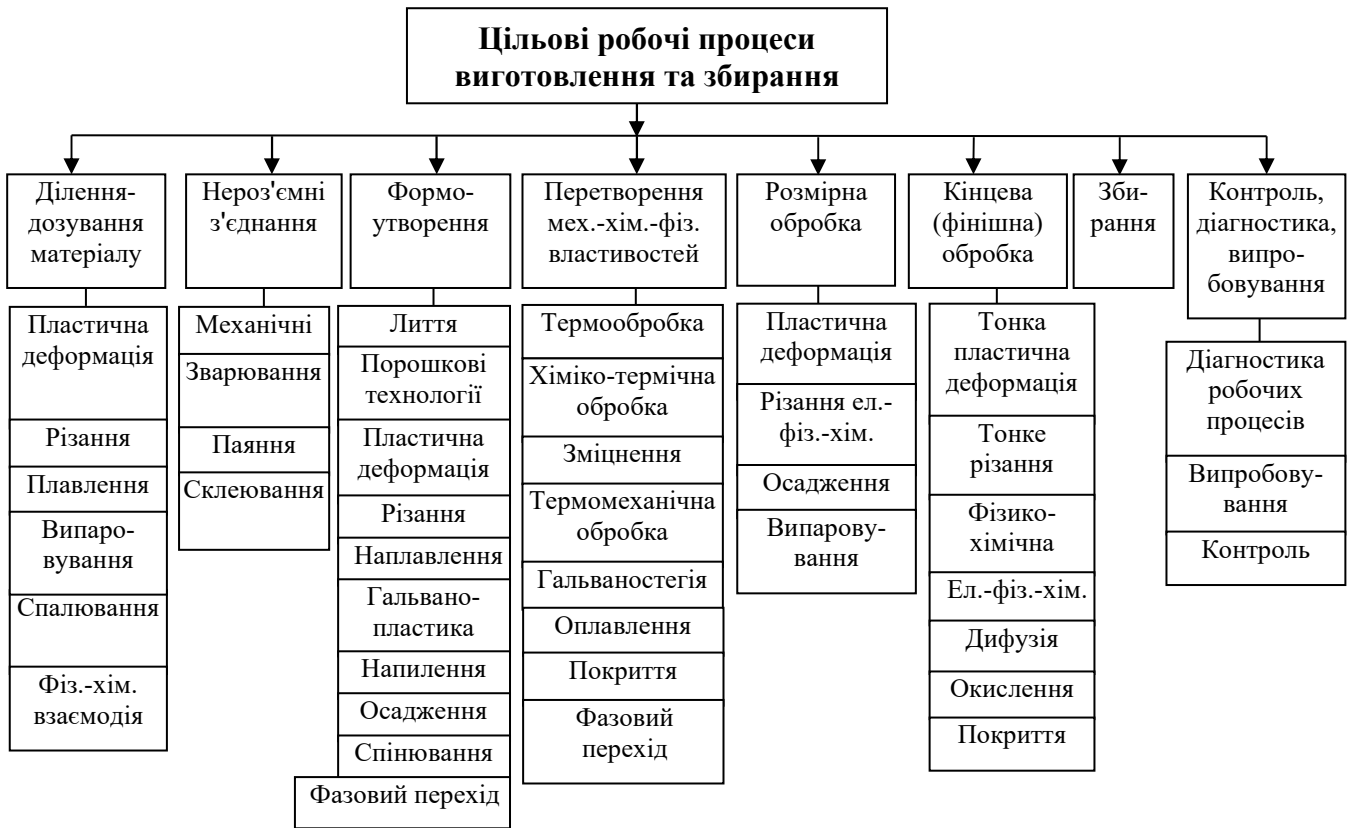 Цільові робочі процеси
виготовлення та збирання
Ділення-
дозування
матеріалу
Нероз'ємні
з'єднання
Формо-
утворення
Перетворення
мех.-хім.-фіз.
властивостей
Розмірна
обробка
Кінцева
(фінішна)
обробка
Зби-
рання
Контроль,
діагностика,
випро-
бовування
Пластична
деформація
Різання
Плавлення
Випаро-
вування
Спалювання
Фіз.-хім.
взаємодія
Механічні
Зварювання
Паяння
Склеювання
Лиття
Порошкові
технології
Пластична
деформація
Різання
Наплавлення
Гальвано-
пластика
Напилення
Осадження
Спінювання
Фазовий перехід
Термообробка
Хіміко-термічна
обробка
Зміцнення
Термомеханічна
обробка
Гальваностегія
Оплавлення
Покриття
Фазовий
перехід
Пластична
деформація
Різання ел.-
фіз.-хім.
Осадження
Випарову-
вання
Тонка
пластична
деформація
Тонке
різання
Фізико-
хімічна
Ел.-фіз.-хім.
Дифузія
Окислення
Покриття
Діагностика
робочих
процесів
Випробову-
вання
Контроль